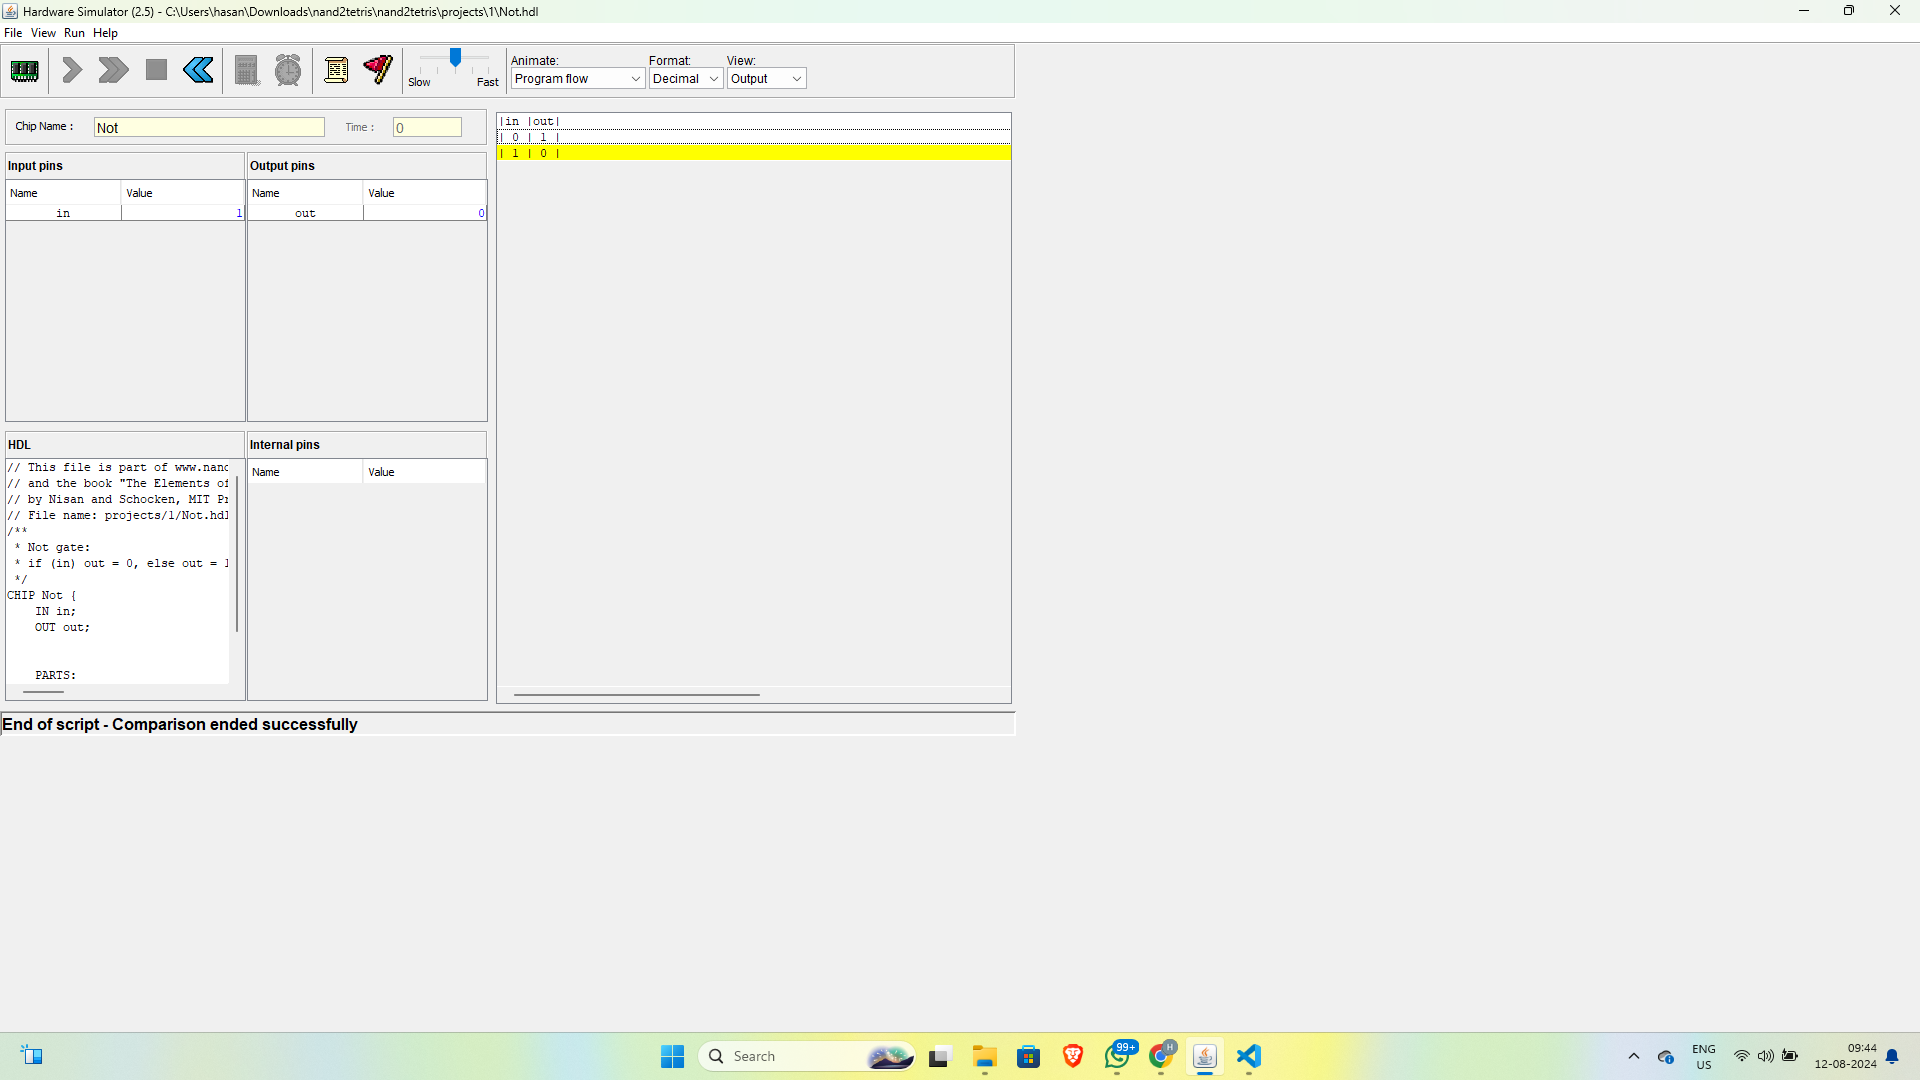 Hardware Simulator (2.5) - C:\Users\hasan\Downloads\nand2tetris\nand2tetris\projects\1\Not.hdl
File View Run Help
Slow Fast
Animate: Format: View:
Program flow Decimal Output
Chip Name : Not Time : 0
Input pins Output pins
Name Value Name Value
in 1 out 0
|in |out|
| 0 | 1 |
| 1 | 0 |
HDL Internal pins
Name Value
// This file is part of www.nand
// and the book "The Elements of
// by Nisan and Schocken, MIT Pr
// File name: projects/1/Not.hdl
/**
* Not gate:
* if (in) out = 0, else out = 1
*/
CHIP Not {
IN in;
OUT out;
PARTS:
End of script - Comparison ended successfully
Search
99+
H
ENG
US
09:44
12-08-2024